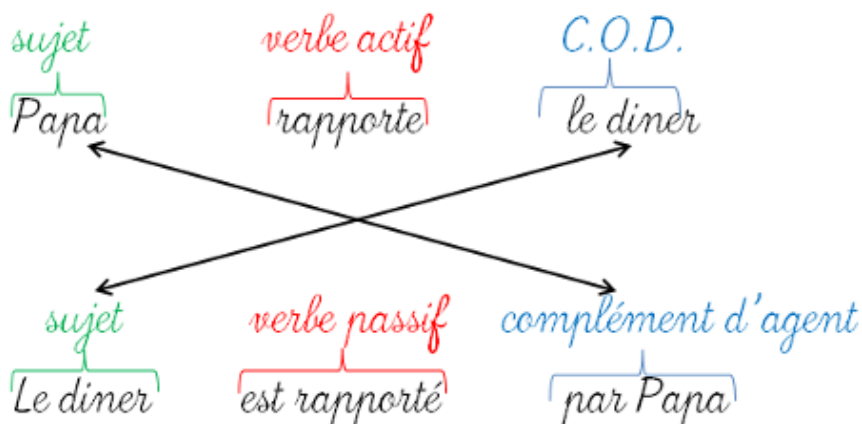 sujet verbe actif C.O.D.
Papa rapporte le diner
sujet verbe passif complément d'agent
Le diner est rapporté par Papa